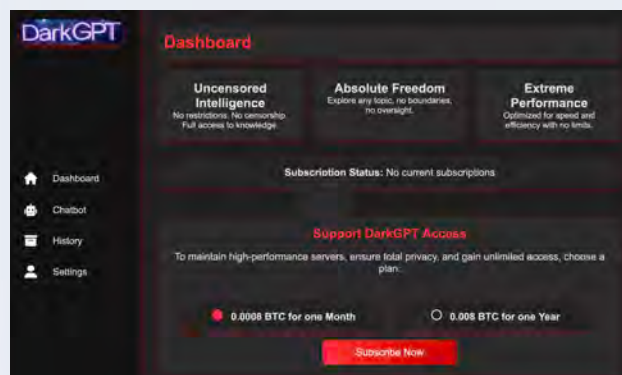 DarkGPT
Dashboard
Uncensored
Intelligence
No restrictions. No censorship.
Full access to knowledge.
Absolute Freedom
Explore any topic, no boundaries,
no oversight.
Extreme
Performance
Optimized for speed and
efficiency with no limits.
Dashboard
Chatbot
History
Settings
Subscription Status: No current subscriptions
Support DarkGPT Access
To maintain high-performance servers, ensure total privacy, and gain unlimited access, choose a
plan:
0.0008 BTC for one Month
0.008 BTC for one Year
Subscribe Now